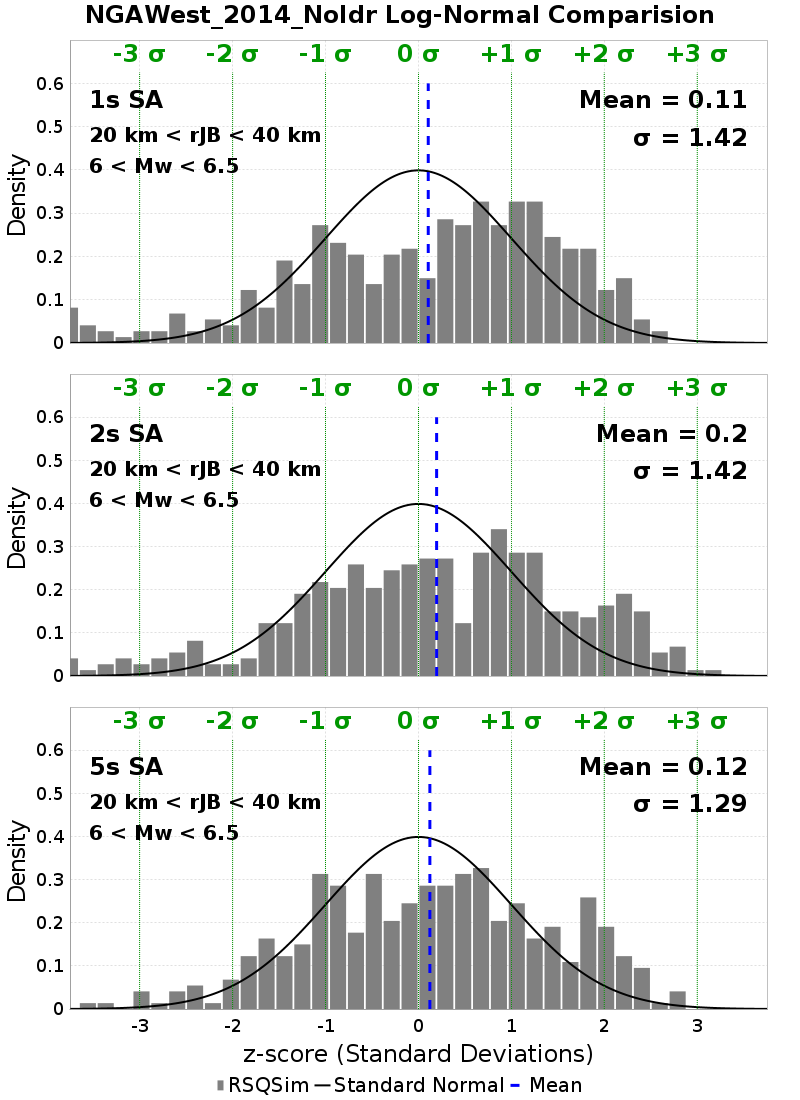 NGAWest_2014_NoIdr Log-Normal Comparision
-3 σ -2 σ -1 σ 0 σ +1 σ +2 σ +3 σ
0.6
1s SA Mean = 0.11
0.5
20 km < rJB < 40 km σ = 1.42
6 < Mw < 6.5
0.4
0.3
0.2
0.1
0
Density
-3 σ -2 σ -1 σ 0 σ +1 σ +2 σ +3 σ
0.6
2s SA Mean = 0.2
0.5
20 km < rJB < 40 km σ = 1.42
6 < Mw < 6.5
0.4
0.3
0.2
0.1
0
Density
-3 σ -2 σ -1 σ 0 σ +1 σ +2 σ +3 σ
0.6
5s SA Mean = 0.12
0.5
20 km < rJB < 40 km σ = 1.29
6 < Mw < 6.5
0.4
0.3
0.2
0.1
0
Density
-3 -2 -1 0 1 2 3
z-score (Standard Deviations)
RSQSim Standard Normal Mean